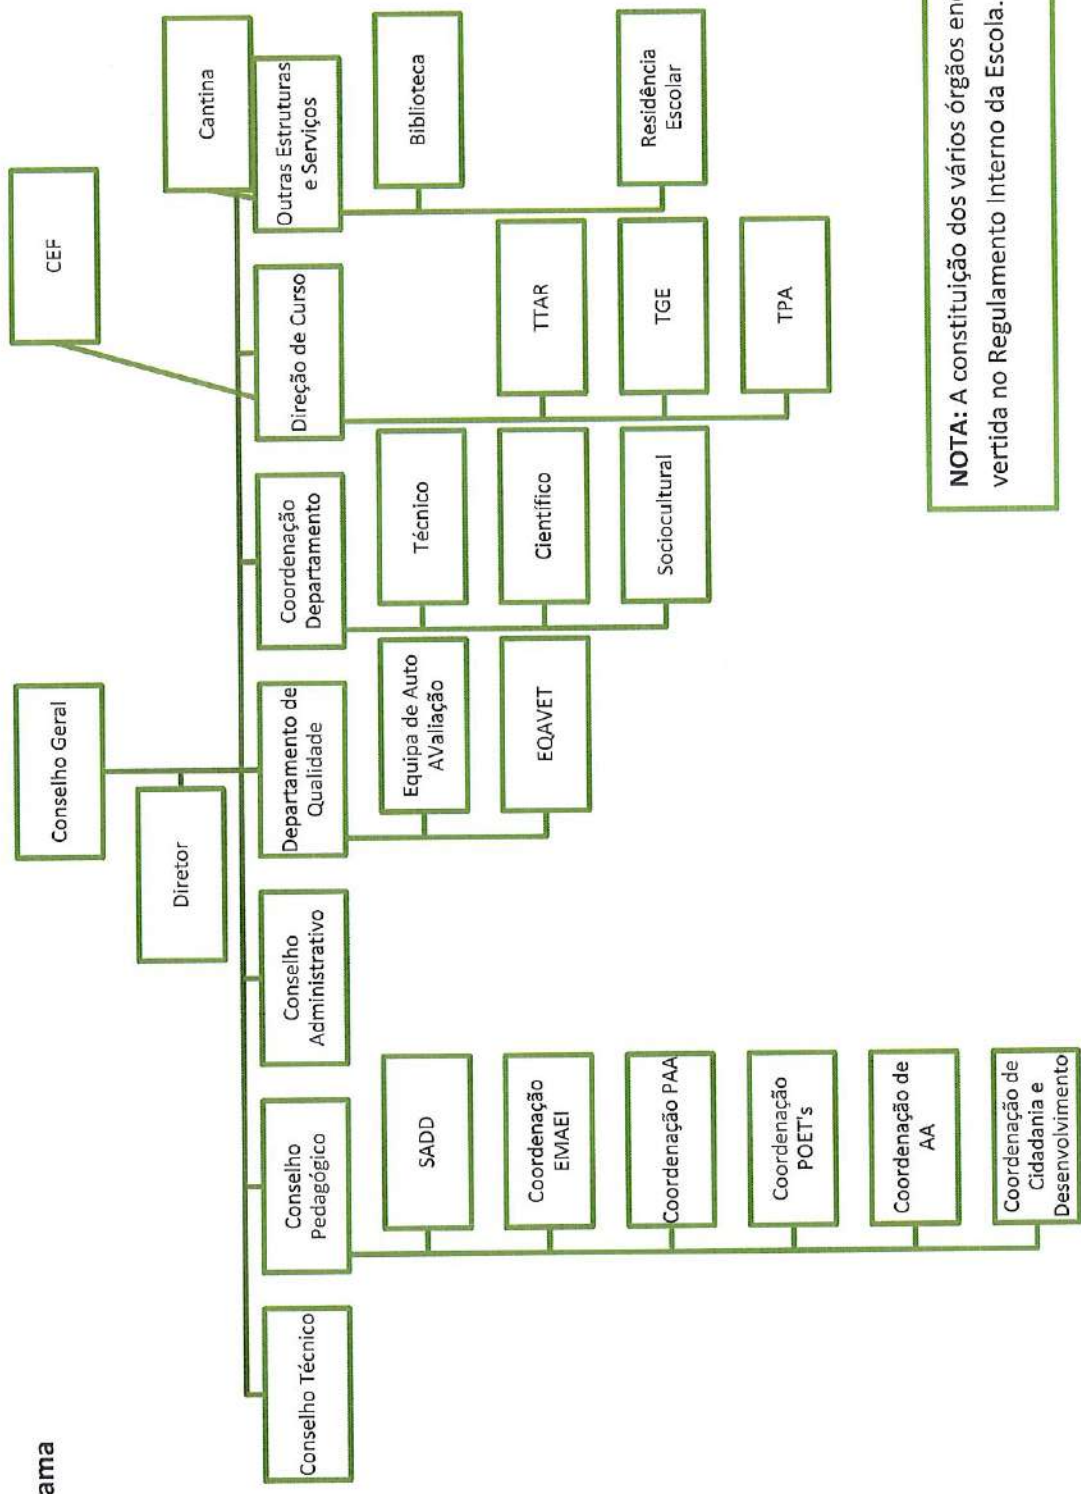 ama
Conselho Geral
Diretor
CEF
Cantina
Conselho Técnico
Conselho
Pedagógico
SADD
Coordenação
EMAEI
Coordenação PAA
Coordenação
POET's
Coordenação de
AA
Coordenação de
Cidadania e
Desenvolvimento
Conselho
Administrativo
Departamento de
Qualidade
Equipa de Auto
AValiação
EQAVET
Coordenação
Departamento
Técnico
Científico
Sociocultural
Direção de Curso
TTAR
TGE
TPA
Outras Estruturas
e Serviços
Biblioteca
Residência
Escolar
NOTA: A constituição dos vários órgãos
vertida no Regulamento Interno da Escola.